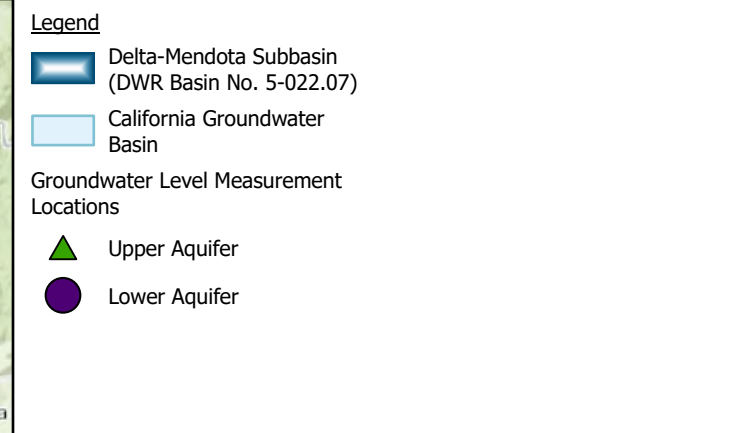 Legend
Delta-Mendota Subbasin
(DWR Basin No. 5-022.07)
California Groundwater
Basin
Groundwater Level Measurement
Locations
Upper Aquifer
Lower Aquifer
a